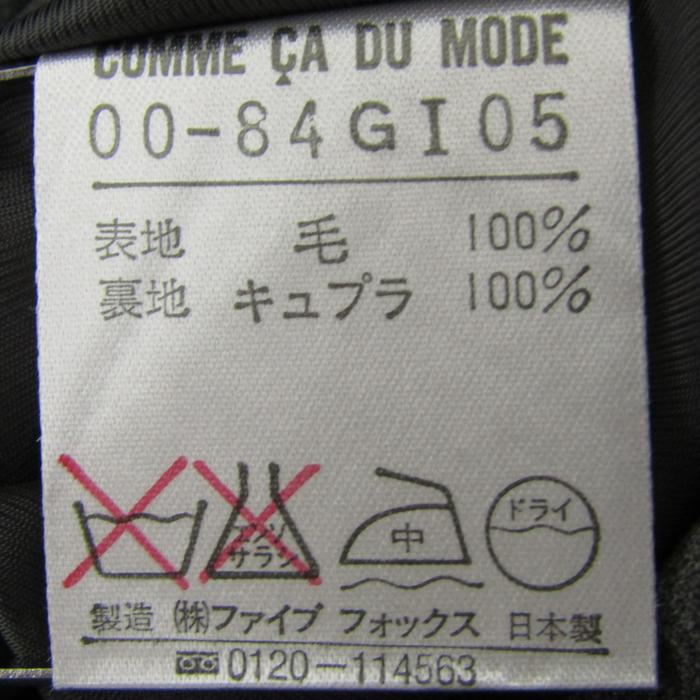 COMME ÇA DU MODE
00-84GI05
表地 毛 100%
裏地 キュプラ 100%
エンソ
サラシ
中
ドライ
製造 (株)ファイブ フォックス 日本製
0120-114563